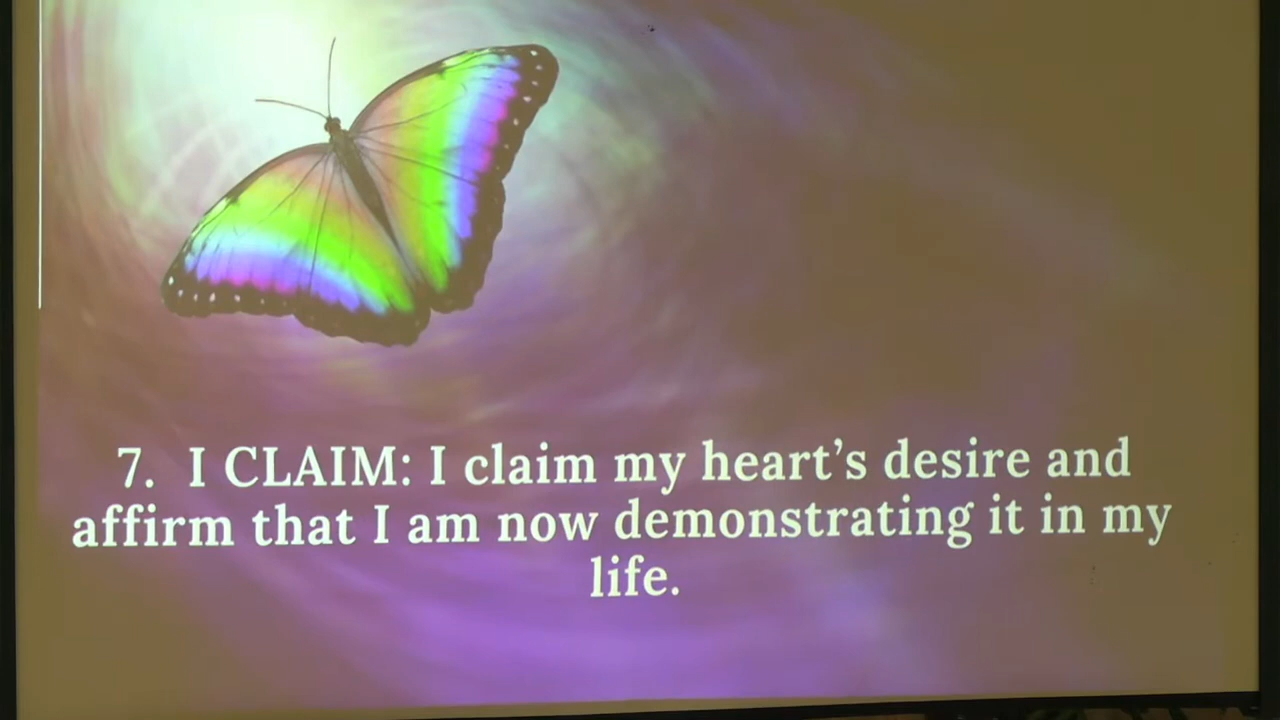 7. I CLAIM: I claim my heart's desire and
affirm that I am now demonstrating it in my
life.